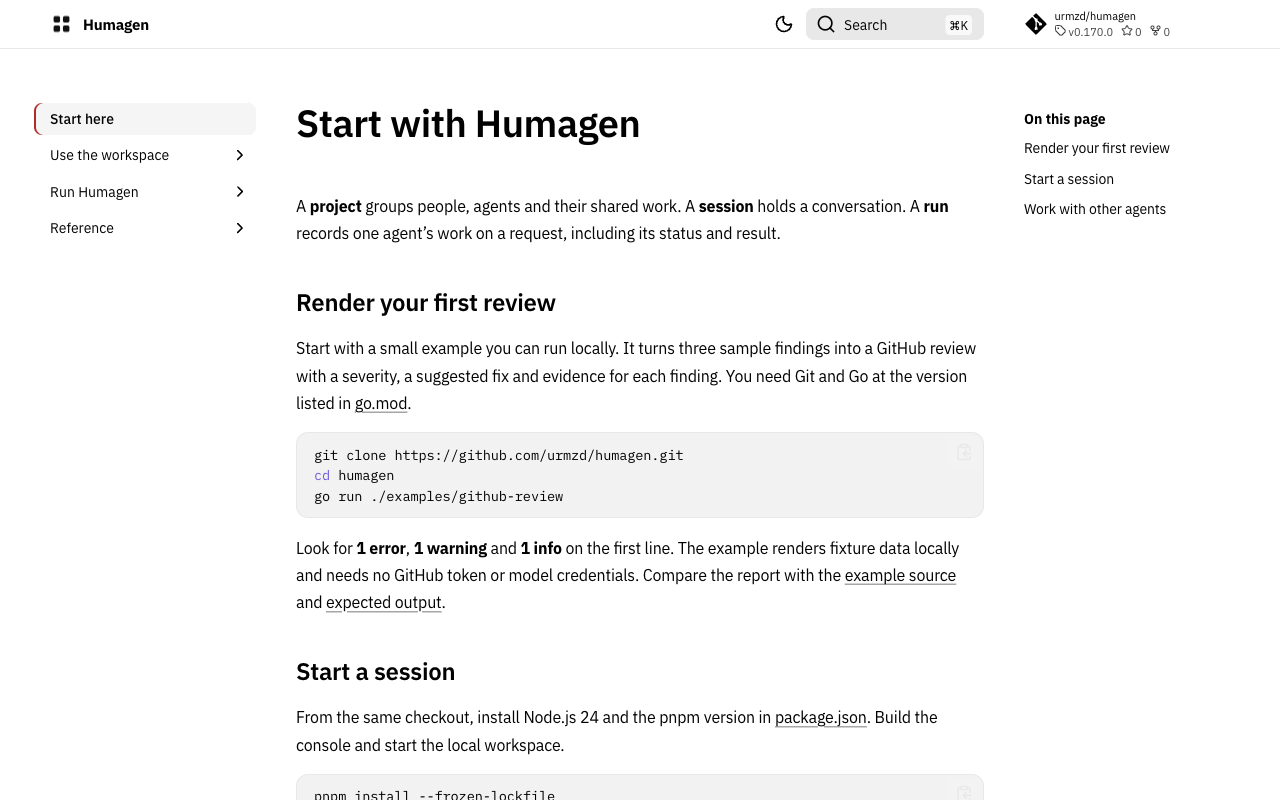 Humagen
Search
⌘K
urmzd/humagen
v0.170.0 0 0
Start here
Use the workspace
Run Humagen
Reference
Start with Humagen
A project groups people, agents and their shared work. A session holds a conversation. A run
records one agent’s work on a request, including its status and result.
Render your first review
Start with a small example you can run locally. It turns three sample findings into a GitHub review
with a severity, a suggested fix and evidence for each finding. You need Git and Go at the version
listed in go.mod.
git clone https://github.com/urmzd/humagen.git
cd humagen
go run ./examples/github-review
Look for 1 error, 1 warning and 1 info on the first line. The example renders fixture data locally
and needs no GitHub token or model credentials. Compare the report with the example source
and expected output.
Start a session
From the same checkout, install Node.js 24 and the pnpm version in package.json. Build the
console and start the local workspace.
pnpm install --frozen-lockfile
On this page
Render your first review
Start a session
Work with other agents